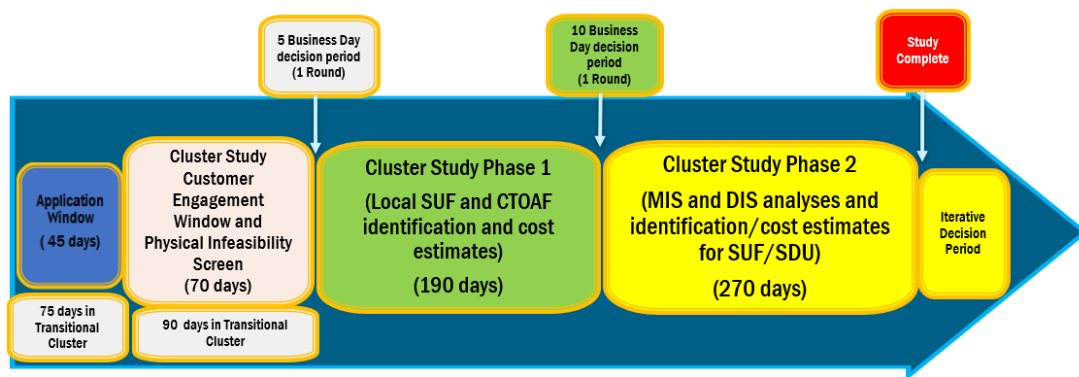 5 Business Day
decision period
(1 Round)
10 Business
Day decision
period
(1 Round)
Study
Complete
Application
Window
( 45 days)
Cluster Study
Customer
Engagement
Window and
Physical Infeasibility
Screen
(70 days)
Cluster Study Phase 1
(Local SUF and CTOAF
identification and cost
estimates)
(190 days)
Cluster Study Phase 2
(MIS and DIS analyses and
identification/cost estimates
for SUF/SDU)
(270 days)
Iterative
Decision
Period
75 days in
Transitional
Cluster
90  days in Transitional
Cluster